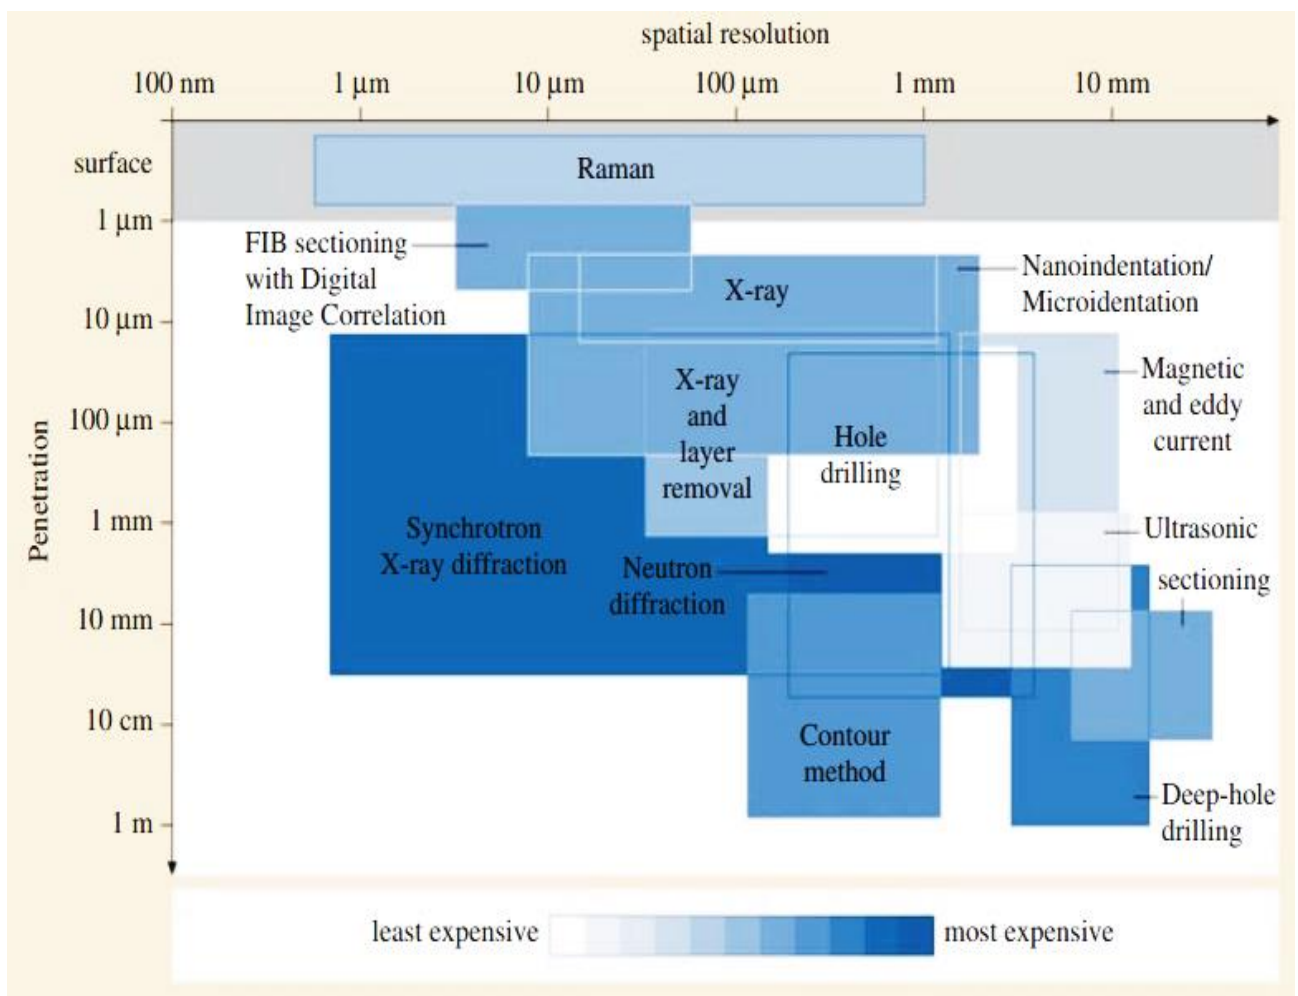 spatial resolution
100 nm 1 μm 10 μm 100 μm 1 mm 10 mm
surface
Raman
1 μm
FIB sectioning
with Digital
Image Correlation
X-ray
Nanoindentation/
Microidentation
10 μm
X-ray
and
layer
removal
Hole
drilling
Magnetic
and eddy
current
100 μm
Penetration
1 mm
Synchrotron
X-ray diffraction
Neutron
diffraction
Ultrasonic
sectioning
10 mm
10 cm
Contour
method
Deep-hole
drilling
1 m
least expensive most expensive